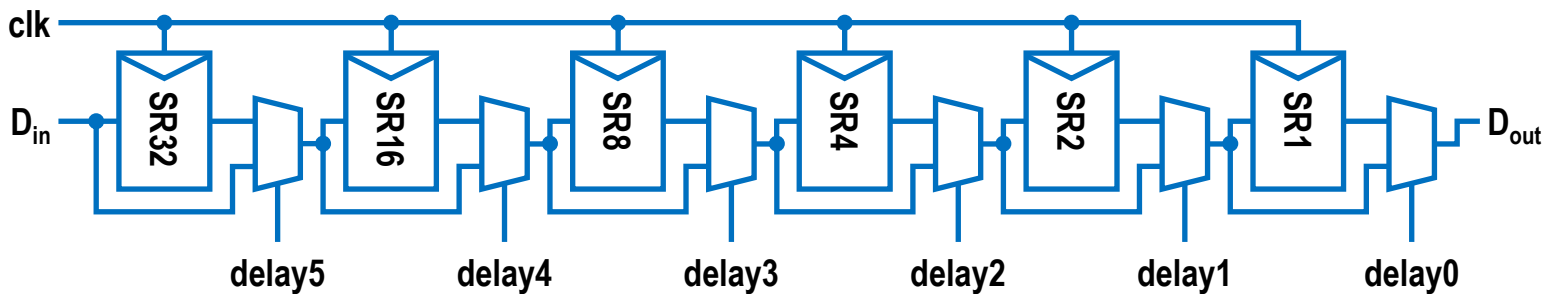 clk
SR32 SR16 SR8 SR4 SR2 SR1
Din Dout
delay5 delay4 delay3 delay2 delay1 delay0